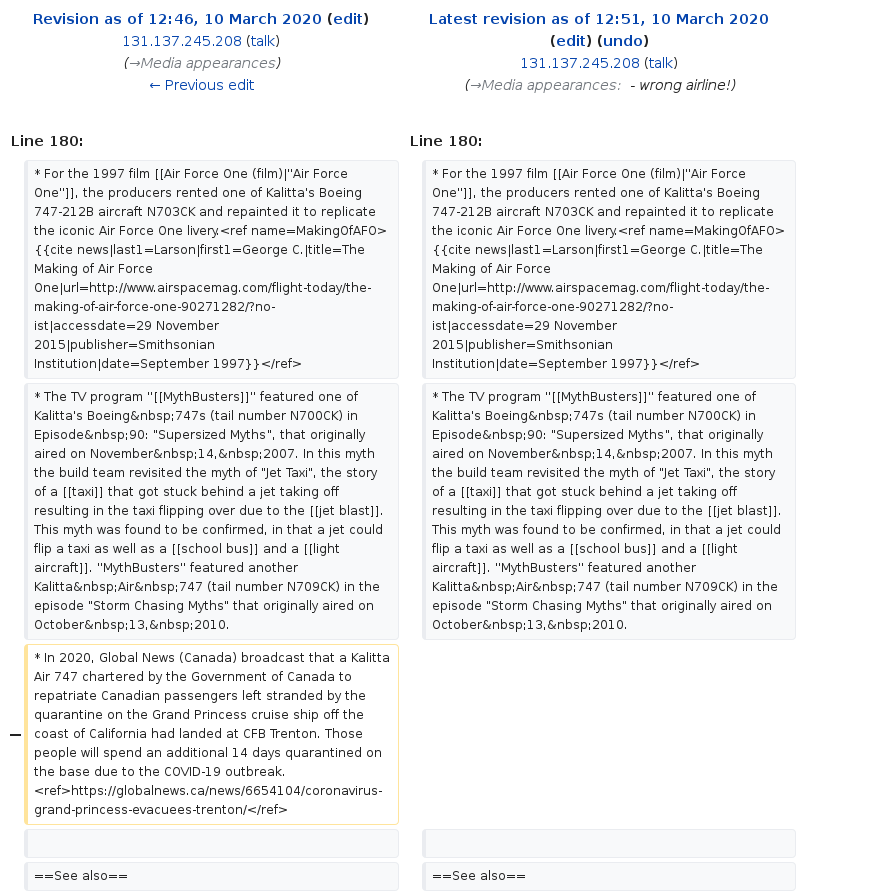 Revision as of 12:46, 10 March 2020 (edit)
131.137.245.208 (talk)
(→Media appearances)
← Previous edit
Latest revision as of 12:51, 10 March 2020
(edit) (undo)
131.137.245.208 (talk)
(→Media appearances: - wrong airline!)
Line 180:
* For the 1997 film [[Air Force One (film)|"Air Force
One"]], the producers rented one of Kalitta's Boeing
747-212B aircraft N703CK and repainted it to replicate
the iconic Air Force One livery.<ref name=MakingOfAFO>
{{cite news|last1=Larson|first1=George C.|title=The
Making of Air Force
One|url=http://www.airspacemag.com/flight-today/the-
making-of-air-force-one-90271282/?no-
ist|accessdate=29 November
2015|publisher=Smithsonian
Institution|date=September 1997}}</ref>
* The TV program ''[[MythBusters]]'' featured one of
Kalitta's Boeing&nbsp;747s (tail number N700CK) in
Episode&nbsp;90: "Supersized Myths", that originally
aired on November&nbsp;14,&nbsp;2007. In this myth
the build team revisited the myth of "Jet Taxi", the story
of a [[taxi]] that got stuck behind a jet taking off
resulting in the taxi flipping over due to the [[jet blast]].
This myth was found to be confirmed, in that a jet could
flip a taxi as well as a [[school bus]] and a [[light
aircraft]]. ''MythBusters'' featured another
Kalitta&nbsp;Air&nbsp;747 (tail number N709CK) in the
episode "Storm Chasing Myths" that originally aired on
October&nbsp;13,&nbsp;2010.
− * In 2020, Global News (Canada) broadcast that a Kalitta
Air 747 chartered by the Government of Canada to
repatriate Canadian passengers left stranded by the
quarantine on the Grand Princess cruise ship off the
coast of California had landed at CFB Trenton. Those
people will spend an additional 14 days quarantined on
the base due to the COVID-19 outbreak.
<ref>https://globalnews.ca/news/6654104/coronavirus-
grand-princess-evacuees-trenton/</ref>
==See also==
Line 180:
* For the 1997 film [[Air Force One (film)|"Air Force
One"]], the producers rented one of Kalitta's Boeing
747-212B aircraft N703CK and repainted it to replicate
the iconic Air Force One livery.<ref name=MakingOfAFO>
{{cite news|last1=Larson|first1=George C.|title=The
Making of Air Force
One|url=http://www.airspacemag.com/flight-today/the-
making-of-air-force-one-90271282/?no-
ist|accessdate=29 November
2015|publisher=Smithsonian
Institution|date=September 1997}}</ref>
* The TV program ''[[MythBusters]]'' featured one of
Kalitta's Boeing&nbsp;747s (tail number N700CK) in
Episode&nbsp;90: "Supersized Myths", that originally
aired on November&nbsp;14,&nbsp;2007. In this myth
the build team revisited the myth of "Jet Taxi", the story
of a [[taxi]] that got stuck behind a jet taking off
resulting in the taxi flipping over due to the [[jet blast]].
This myth was found to be confirmed, in that a jet could
flip a taxi as well as a [[school bus]] and a [[light
aircraft]]. ''MythBusters'' featured another
Kalitta&nbsp;Air&nbsp;747 (tail number N709CK) in the
episode "Storm Chasing Myths" that originally aired on
October&nbsp;13,&nbsp;2010.
==See also==